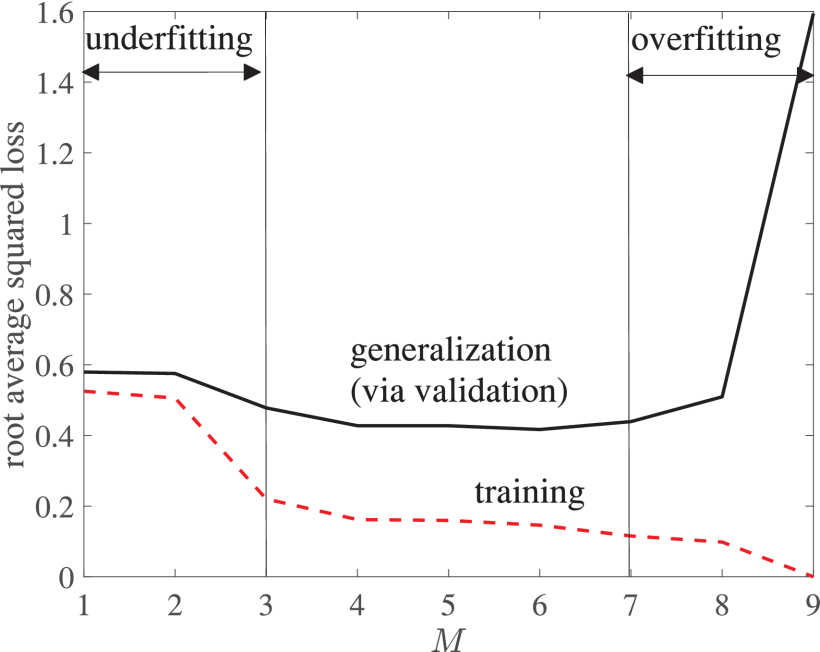 1.6
underfitting
overfitting
1.4
1.2
1
0.8
generalization
0.6
(via validation)
0.4
training
0.2
0
1 2 3 4 5 6 7 8 9
M
root average squared loss